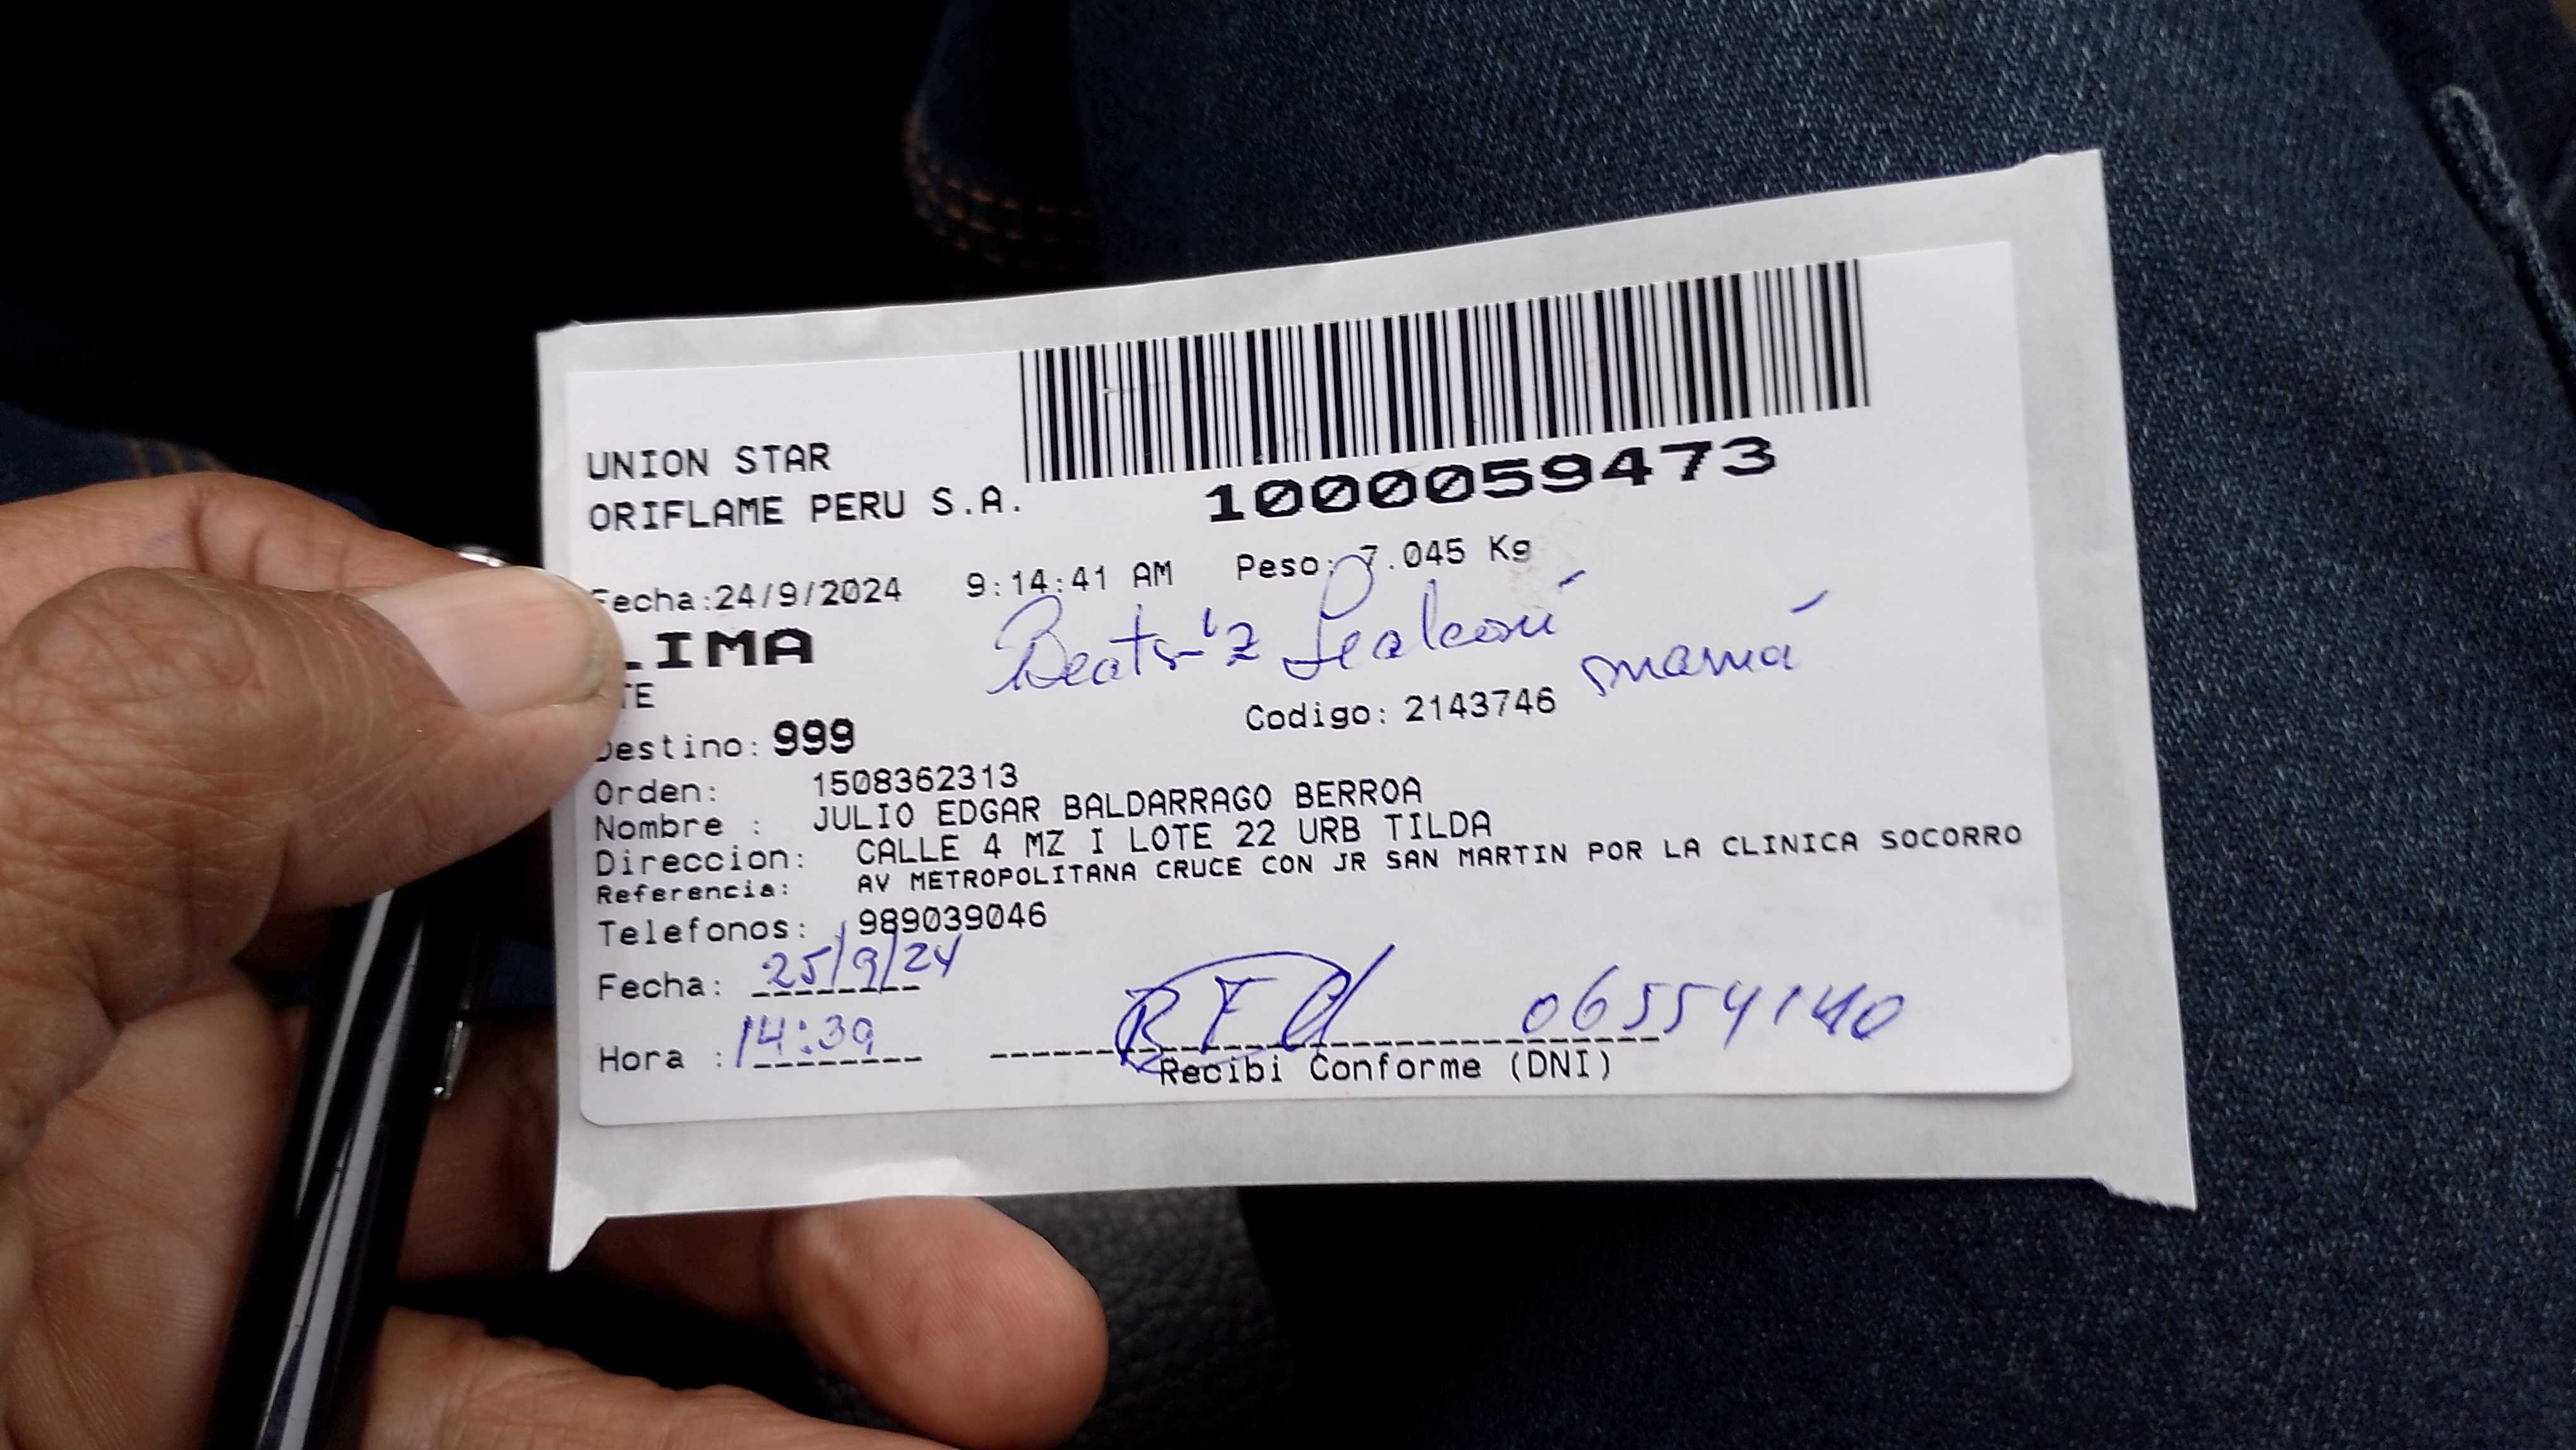 UNION STAR
ORIFLAME PERU S.A.
1000059473
Fecha:24/9/2024 9:14:41 AM Peso: 7.045 Kg
LIMA
Beatriz
mamá
TE
Destino: 999
Codigo: 2143746
Orden: 1508362313
Nombre : JULIO EDGAR BALDARRAGO BERROA
Direccion: CALLE 4 MZ I LOTE 22 URB TILDA
Referencia: AV METROPOLITANA CRUCE CON JR SAN MARTIN POR LA CLINICA SOCORRO
Telefonos: 989039046
Fecha: 25/9/24
Hora : 14:39
06554140
Recibi Conforme (DNI)